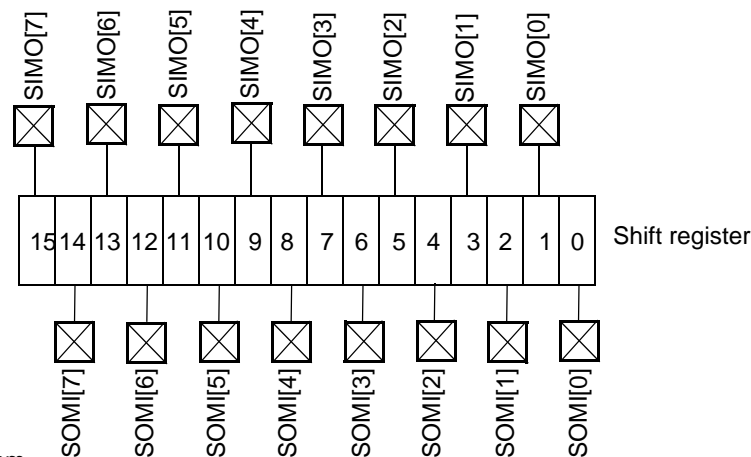 SIMO[7] SIMO[6] SIMO[5] SIMO[4] SIMO[3] SIMO[2] SIMO[1] SIMO[0]
15 14 13 12 11 10 9 8 7 6 5 4 3 2 1 0 Shift register
SOMI[7] SOMI[6] SOMI[5] SOMI[4] SOMI[3] SOMI[2] SOMI[1] SOMI[0]